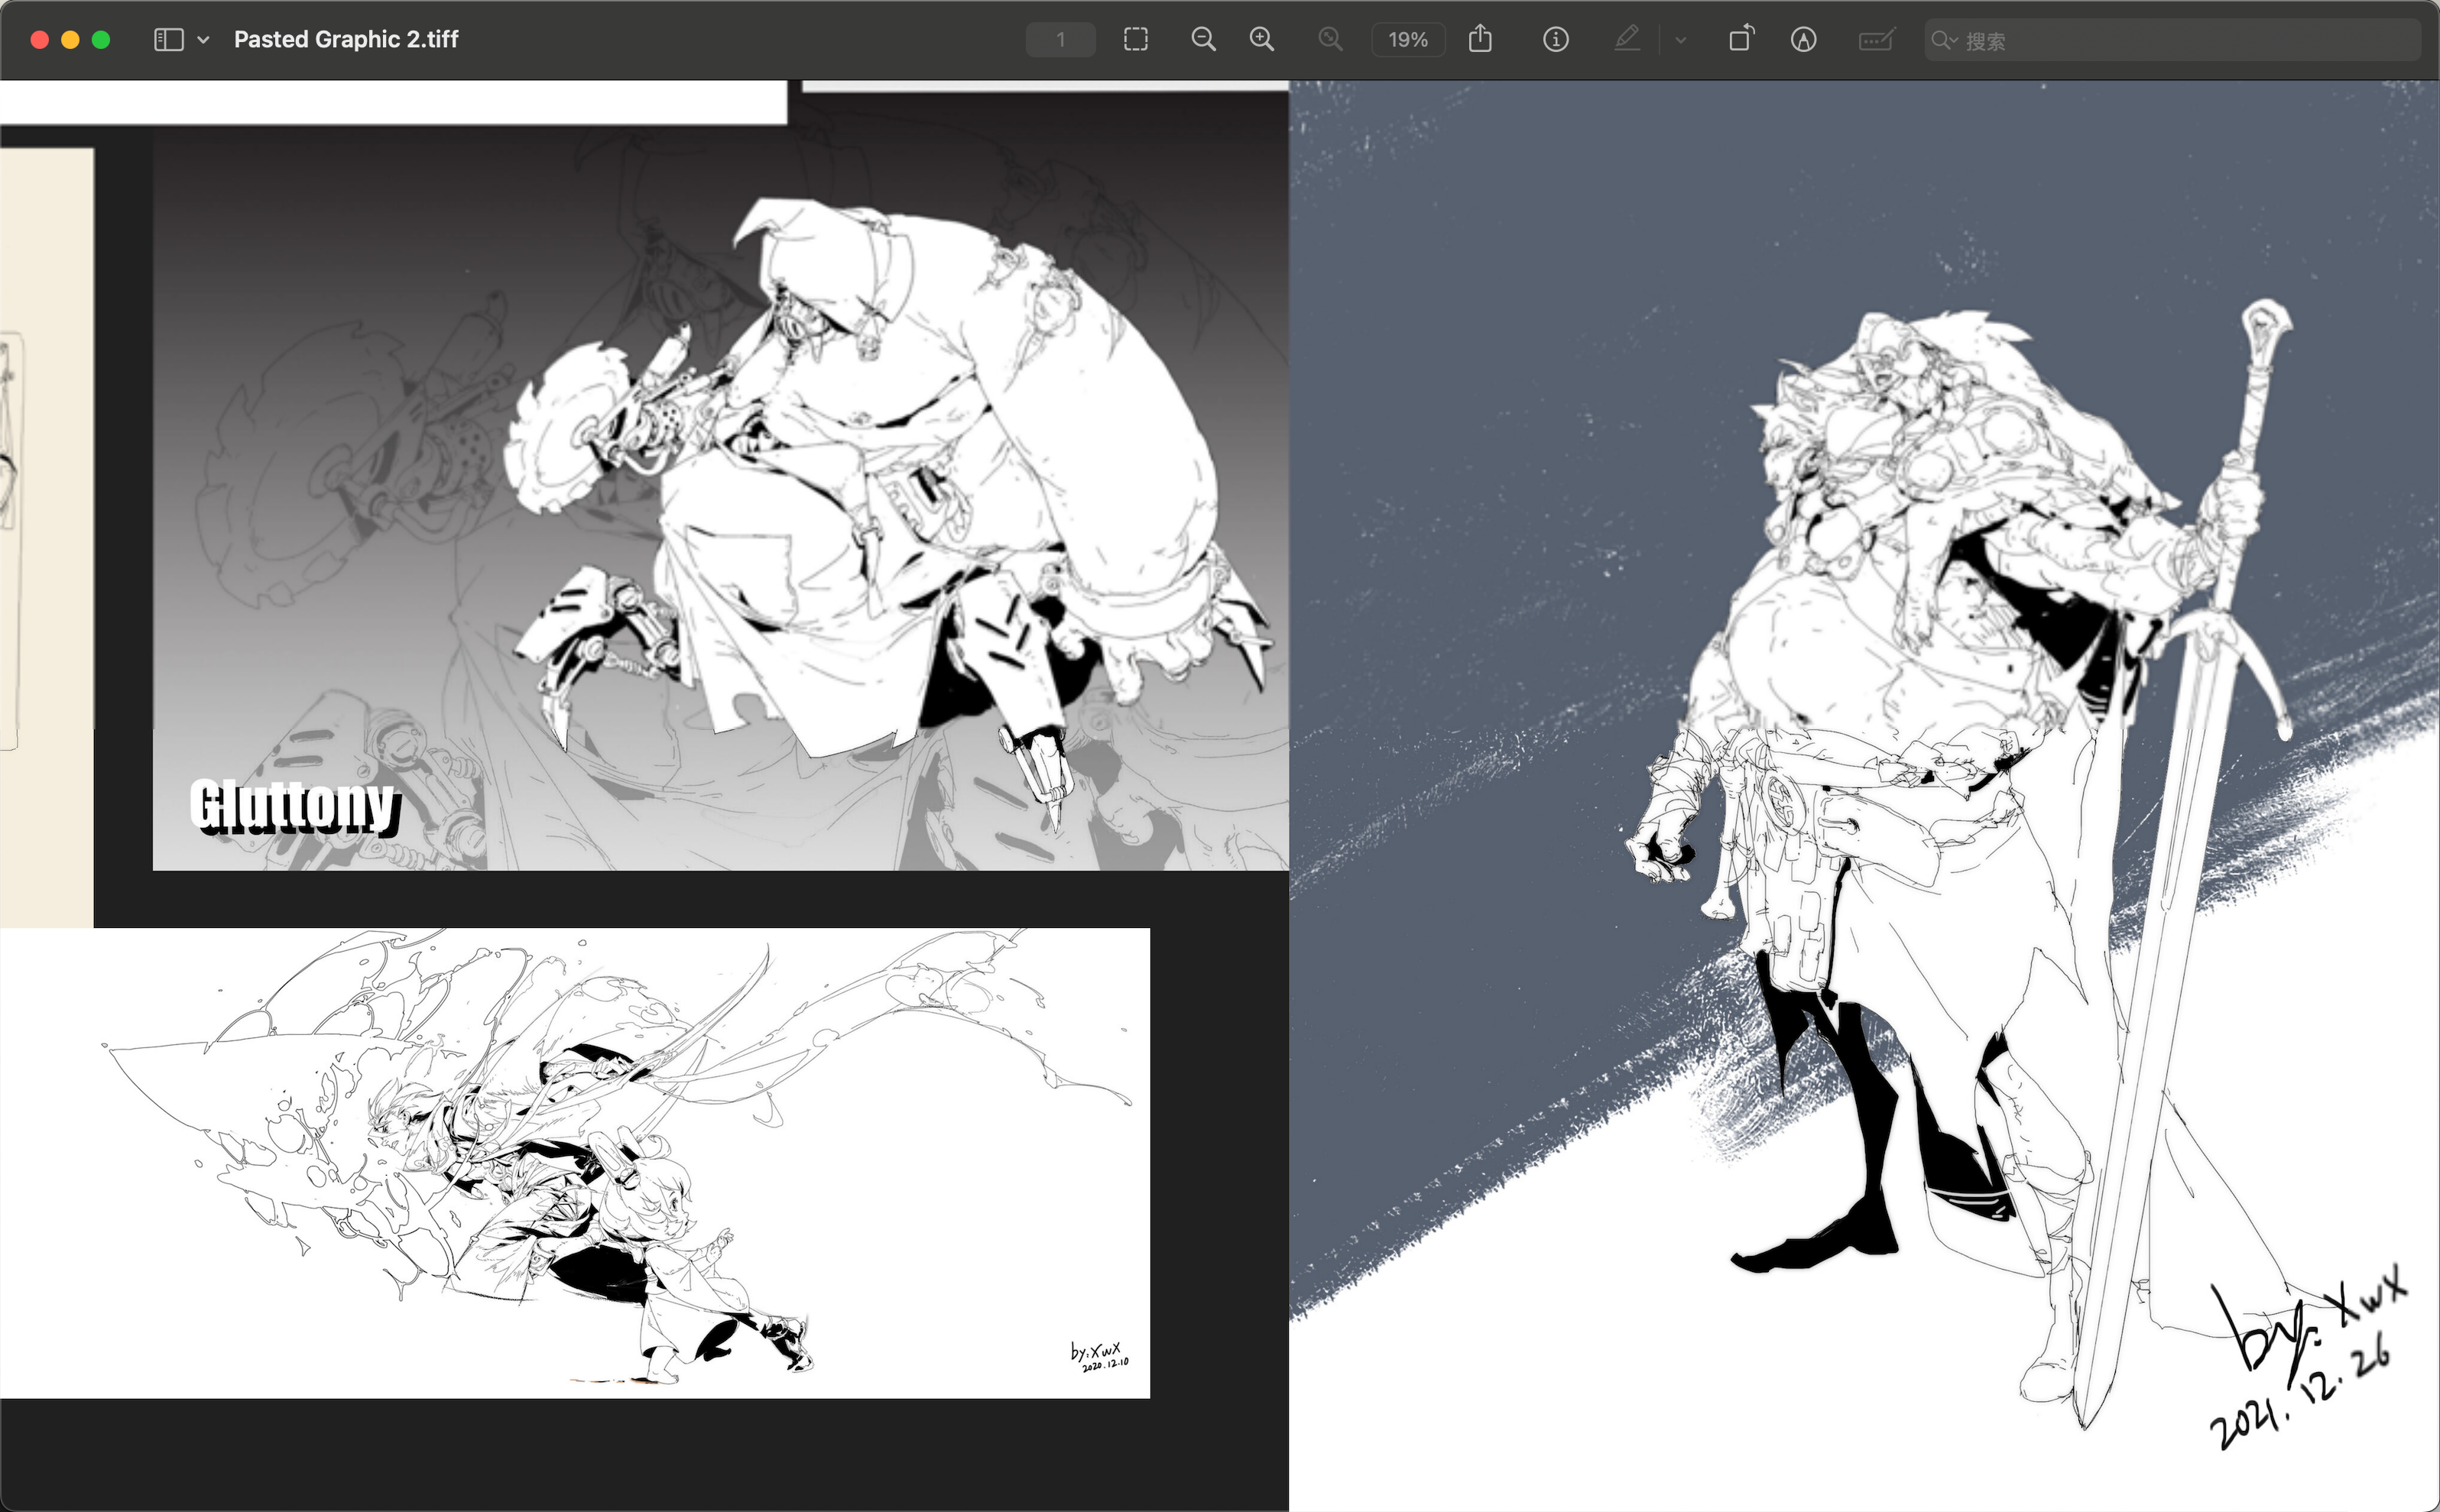 Pasted Graphic 2.tiff
1
19%
搜索
Gluttony
by: XwX
2020.12.10
by: XwX
2021.12.26